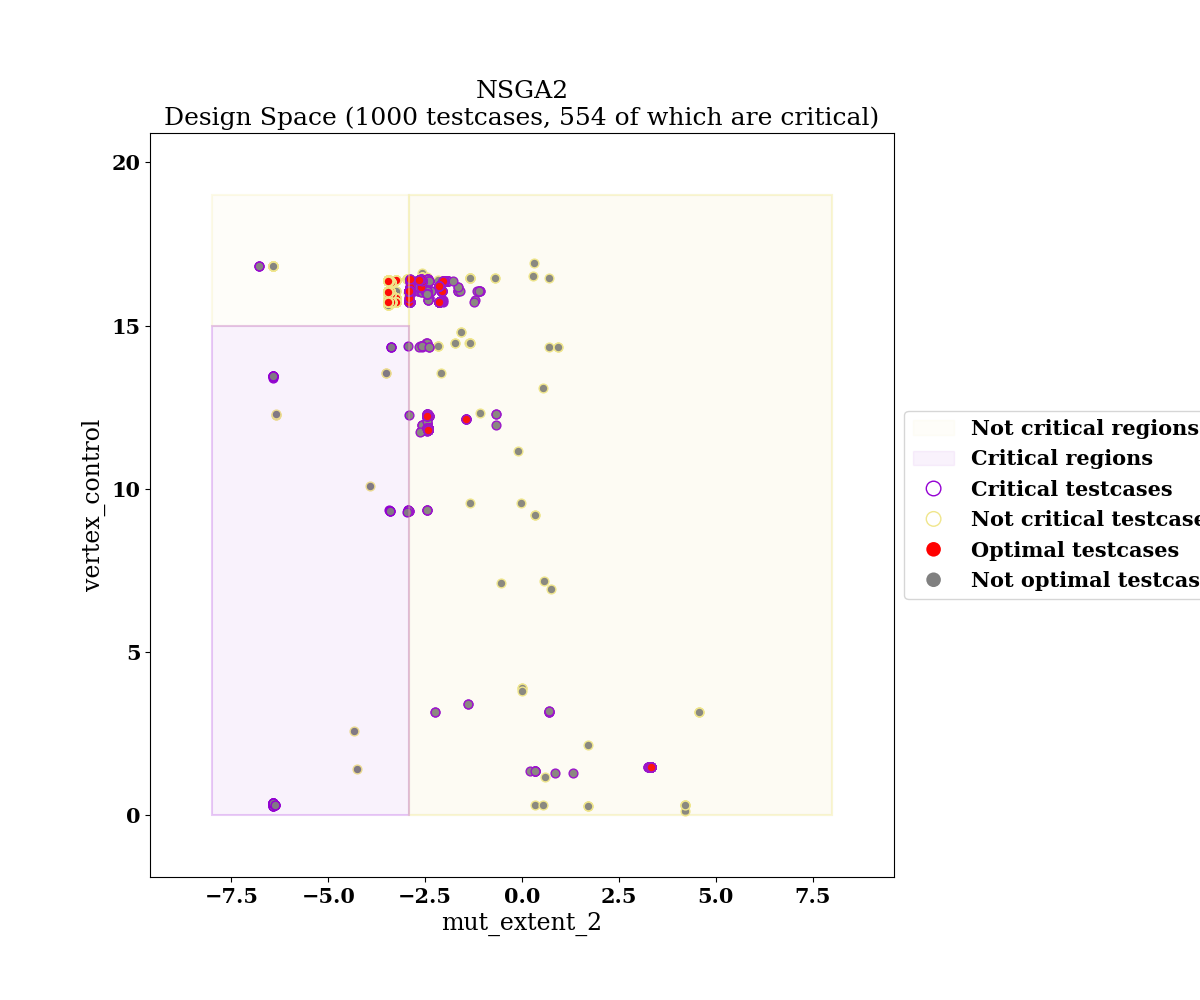 NSGA2
Design Space (1000 testcases, 554 of which are critical)
20
15
10
5
0
vertex_control
−7.5
−5.0
−2.5
0.0
2.5
5.0
7.5
mut_extent_2
Not critical regions
Critical regions
Critical testcases
Not critical testcase
Optimal testcases
Not optimal testcas